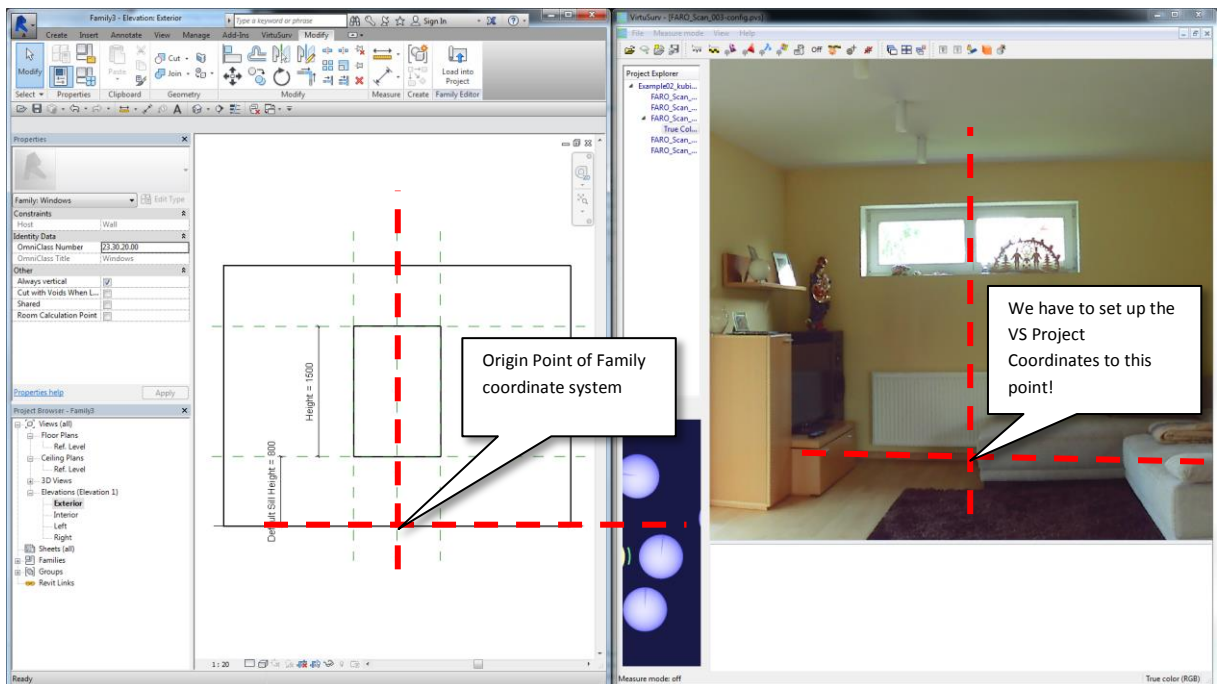 Family3 - Elevation: Exterior
Type a keyword or phrase
Sign In
Create Insert Annotate View Manage Add-Ins VirtuSurv Modify
Modify
Paste
Cut
Join
Load into
Project
Select Properties Clipboard Geometry Modify Measure Create Family Editor
Properties
Family: Windows
Edit Type
Constraints
Host Wall
Identity Data
OmniClass Number 23.30.20.00
OmniClass Title Windows
Other
Always vertical
Cut with Voids When L...
Shared
Room Calculation Point
Properties help
Apply
Project Browser - Family3
Views (all)
Floor Plans
Ref. Level
Ceiling Plans
Ref. Level
3D Views
Elevations (Elevation 1)
Exterior
Interior
Left
Right
Sheets (all)
Families
Groups
Revit Links
Ready
Height = 1500
Default Sill Height = 800
Origin Point of Family
coordinate system
1 : 20
VirtuSurv - [FARO_Scan_003-config.pvs]
File Measure mode View Help
off
Project Explorer
Example02_kubi...
FARO_Scan_...
FARO_Scan_...
FARO_Scan_...
True Col...
FARO_Scan_...
FARO_Scan_...
We have to set up the
VS Project
Coordinates to this
point!
Measure mode: off
True color (RGB)